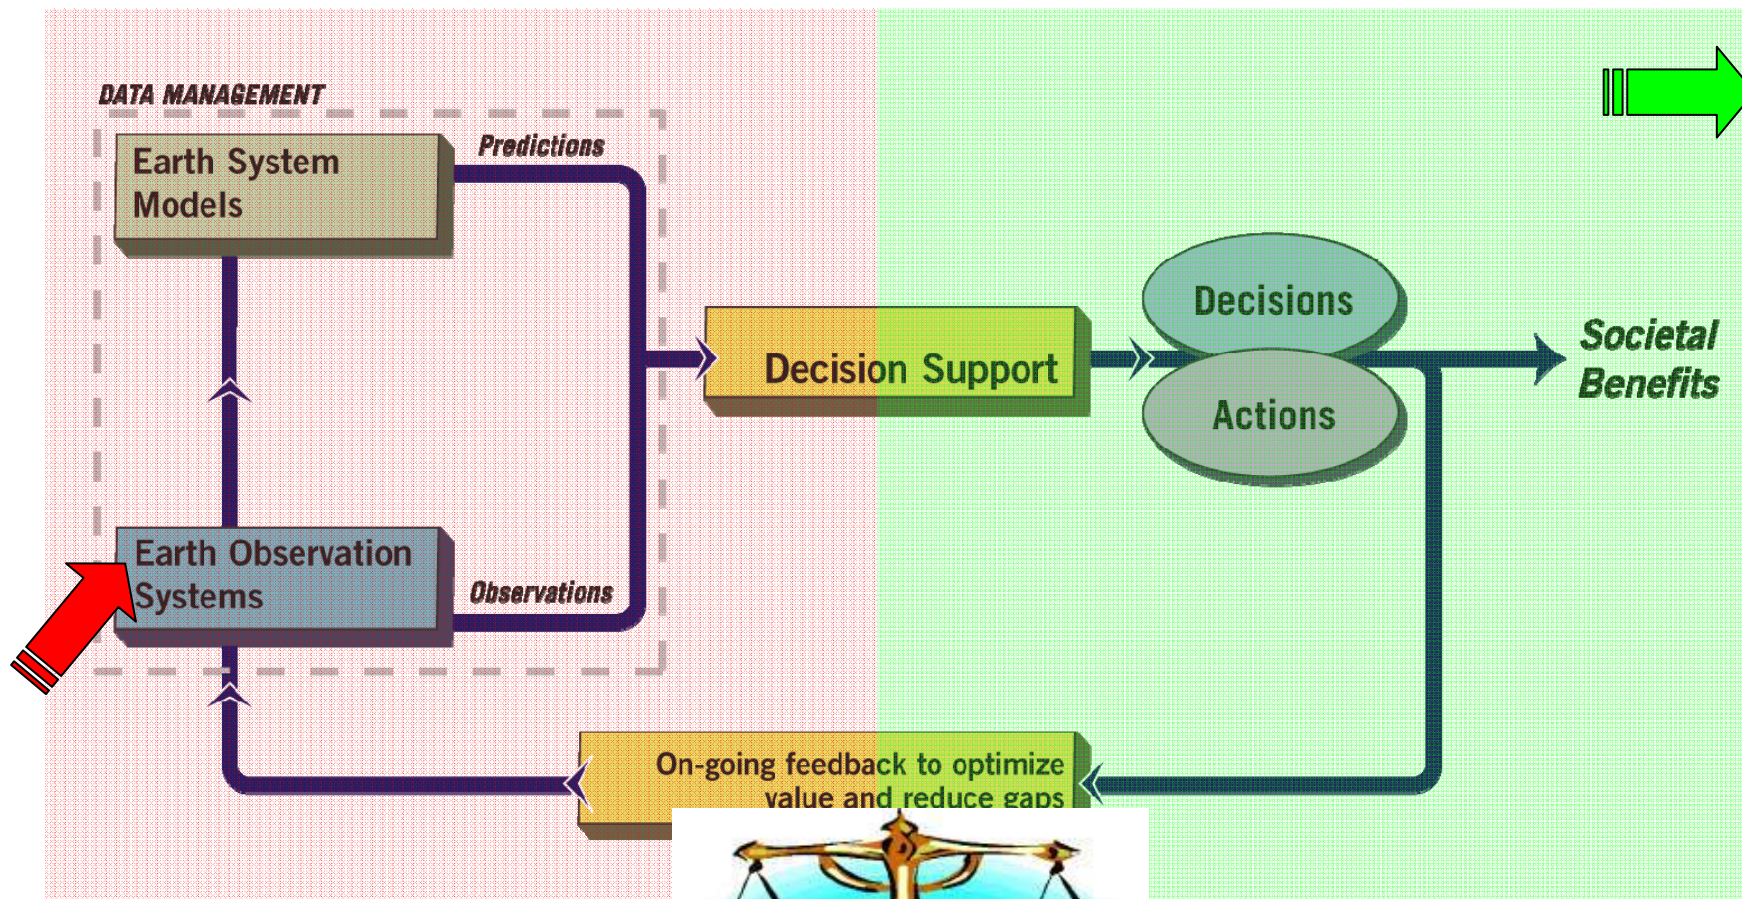 DATA MANAGEMENT
Earth System
Models
Predictions
Earth Observation
Systems
Observations
Decision Support
Decisions
Actions
Societal
Benefits
On-going feedback to optimize
value and reduce gaps